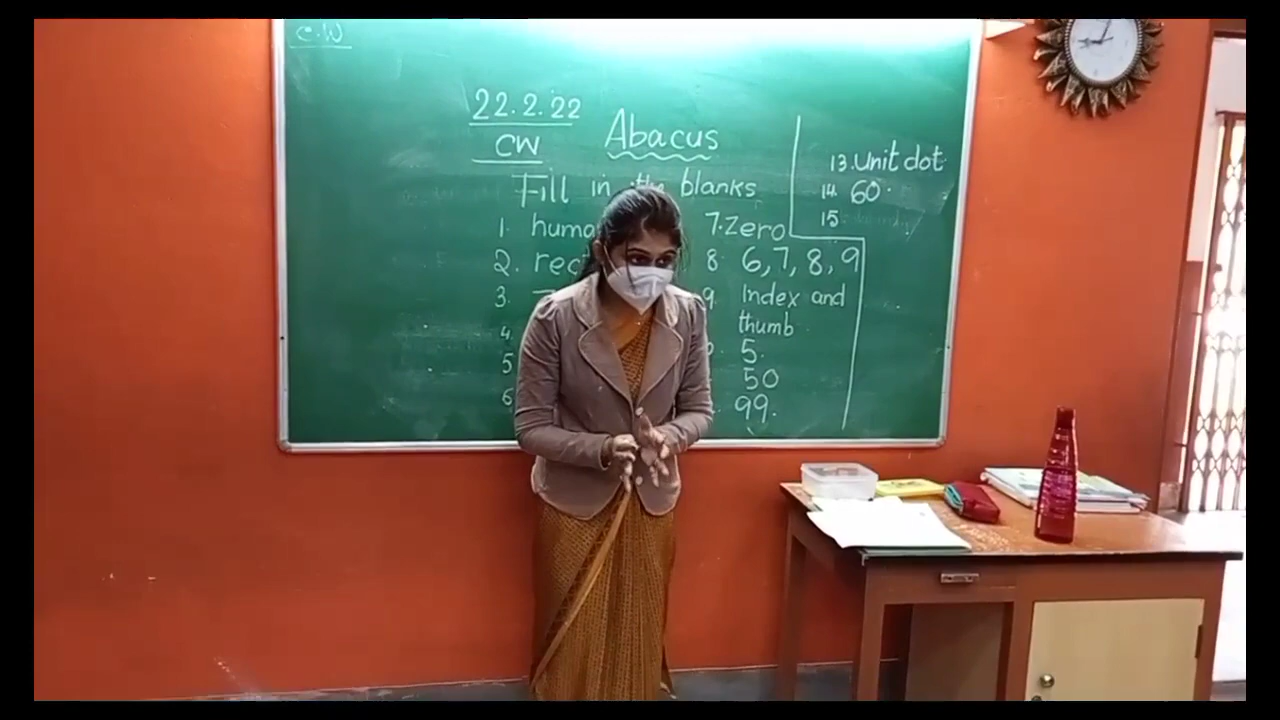 C.W
22.2.22
CW
Abacus
Fill in the blanks
1. huma
2. rec
3.
4.
5
6
7. Zero
8. 6, 7, 8, 9
9. Index and
thumb
5.
50
99.
13. Unit dot
14. 60.
15.